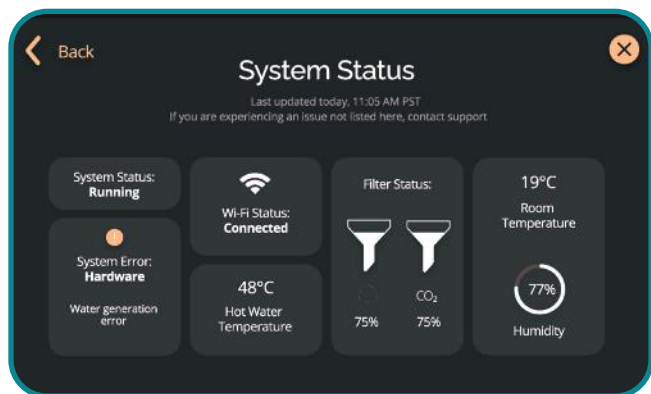 Back
System Status
Last updated today, 11:05 AM PST
If you are experiencing an issue not listed here, contact support
System Status:
Running
System Error:
Hardware
Water generation
error
Wi-Fi Status:
Connected
48°C
Hot Water
Temperature
Filter Status:
CO₂
75%
75%
19°C
Room
Temperature
77%
Humidity